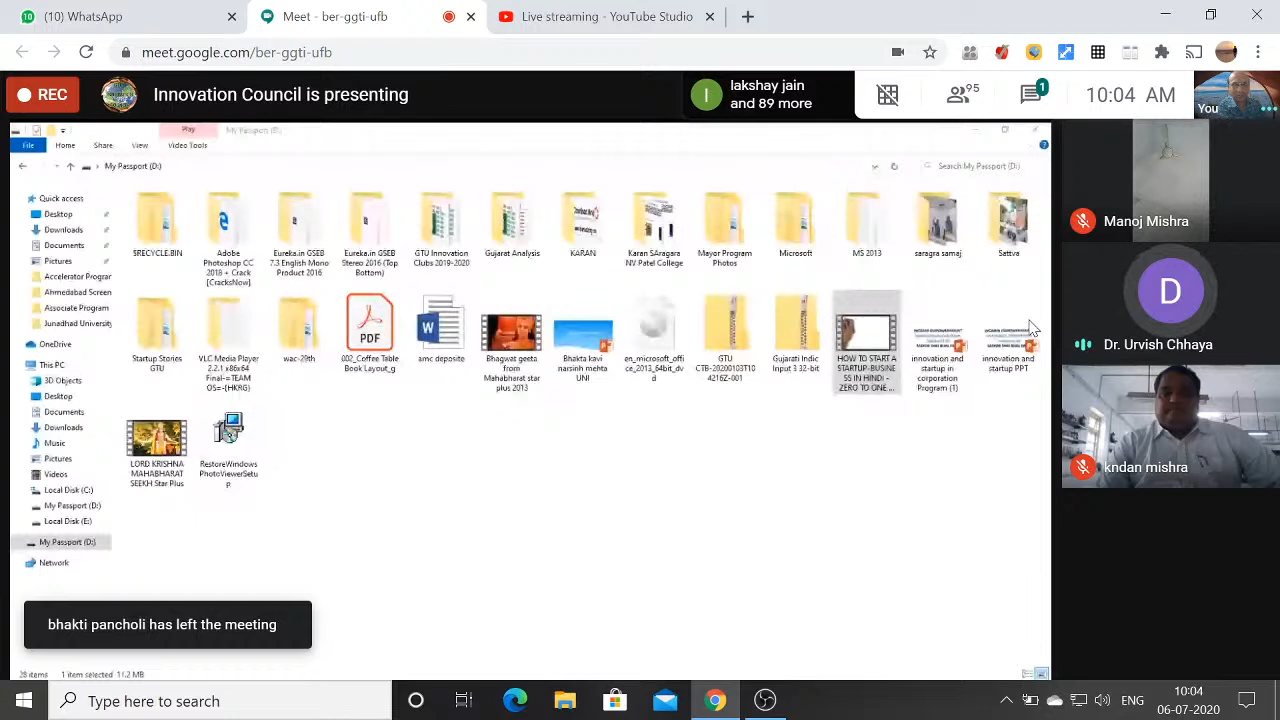 (10) WhatsApp
Meet - ber-ggti-ufb
Live streaming - YouTube Studio
meet.google.com/ber-ggti-ufb
REC
Innovation Council is presenting
l
lakshay jain
and 89 more
95
1
10:04 AM
You
Play
My Passport (D:)
File
Home
Share
View
Video Tools
My Passport (D:)
Search My Passport (D:)
Quick access
Desktop
Downloads
Documents
Pictures
Accelerator Progran
Ahmedabad Screen
Associate Program
Junadhad University
OneDrive
This PC
3D Objects
Desktop
Documents
Downloads
Music
Pictures
Videos
Local Disk (C:)
My Passport (D:)
Local Disk (E:)
My Passport (D:)
Network
$RECYCLE.BIN
Adobe
Photoshop CC
2018 + Crack
[CracksNow]
Eureka.in GSEB
7.3 English Mono
Product 2016
Eureka.in GSEB
Stereo 2016 (Top
Bottom)
GTU Innovation
Clubs 2019-2020
Gujarat Analysis
KARAN
Karan SAragara
NV Patel College
Mayor Program
Photos
Microsoft
MS 2013
saragra samaj
Sattva
Startup Stories
GTU
VLC Media Player
2.2.1 x86x64
Final-=TEAM
OS=-{HKRG}
PDF
002_Coffee Table
Book Layout_g
W
amc deposite
Bhagwat geeta
from
Mahabharat star
plus 2013
Bhakta kavi
narsinh mehta
UNI
en_microsoft_offi
ce_2013_64bit_dv
d
GTU
CTB-20200103T10
4216Z-001
Gujarati Indic
Input 3 32-bit
HOW TO START A
STARTUP-BUSINE
SS IN HINDI -
ZERO TO ONE ...
innovation and
startup in
corporation
Program (1)
innovation and
startup PPT
LORD KRISHNA
MAHABHARAT
SEEKH Star Plus
RestoreWindows
PhotoViewerSetu
p
28 items
1 item selected 11.2 MB
bhakti pancholi has left the meeting
Manoj Mishra
D
Dr. Urvish Chhaya
kndan mishra
Type here to search
ENG
10:04
06-07-2020